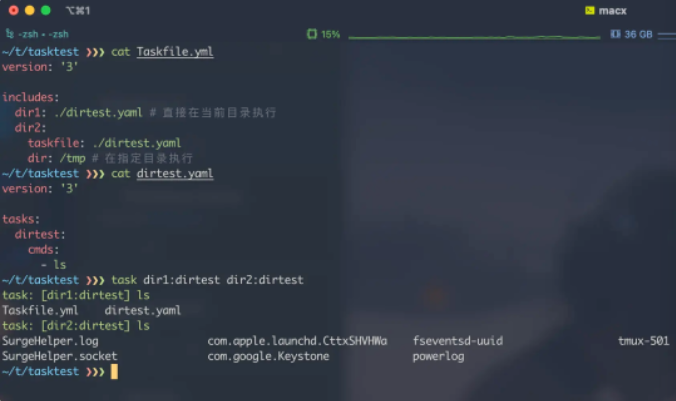 ⌥⌘1
macx
-zsh • -zsh
15%
36 GB
~/t/tasktest ❯❯❯ cat Taskfile.yml
version: '3'
includes:
  dir1: ./dirtest.yaml # 直接在当前目录执行
  dir2:
    taskfile: ./dirtest.yaml
    dir: /tmp # 在指定目录执行
~/t/tasktest ❯❯❯ cat dirtest.yaml
version: '3'
tasks:
  dirtest:
    cmds:
      - ls
~/t/tasktest ❯❯❯ task dir1:dirtest dir2:dirtest
task: [dir1:dirtest] ls
Taskfile.yml    dirtest.yaml
task: [dir2:dirtest] ls
SurgeHelper.log    com.apple.launchd.CttxSHVHWa    fseventsd-uuid    tmux-501
SurgeHelper.socket    com.google.Keystone    powerlog
~/t/tasktest ❯❯❯